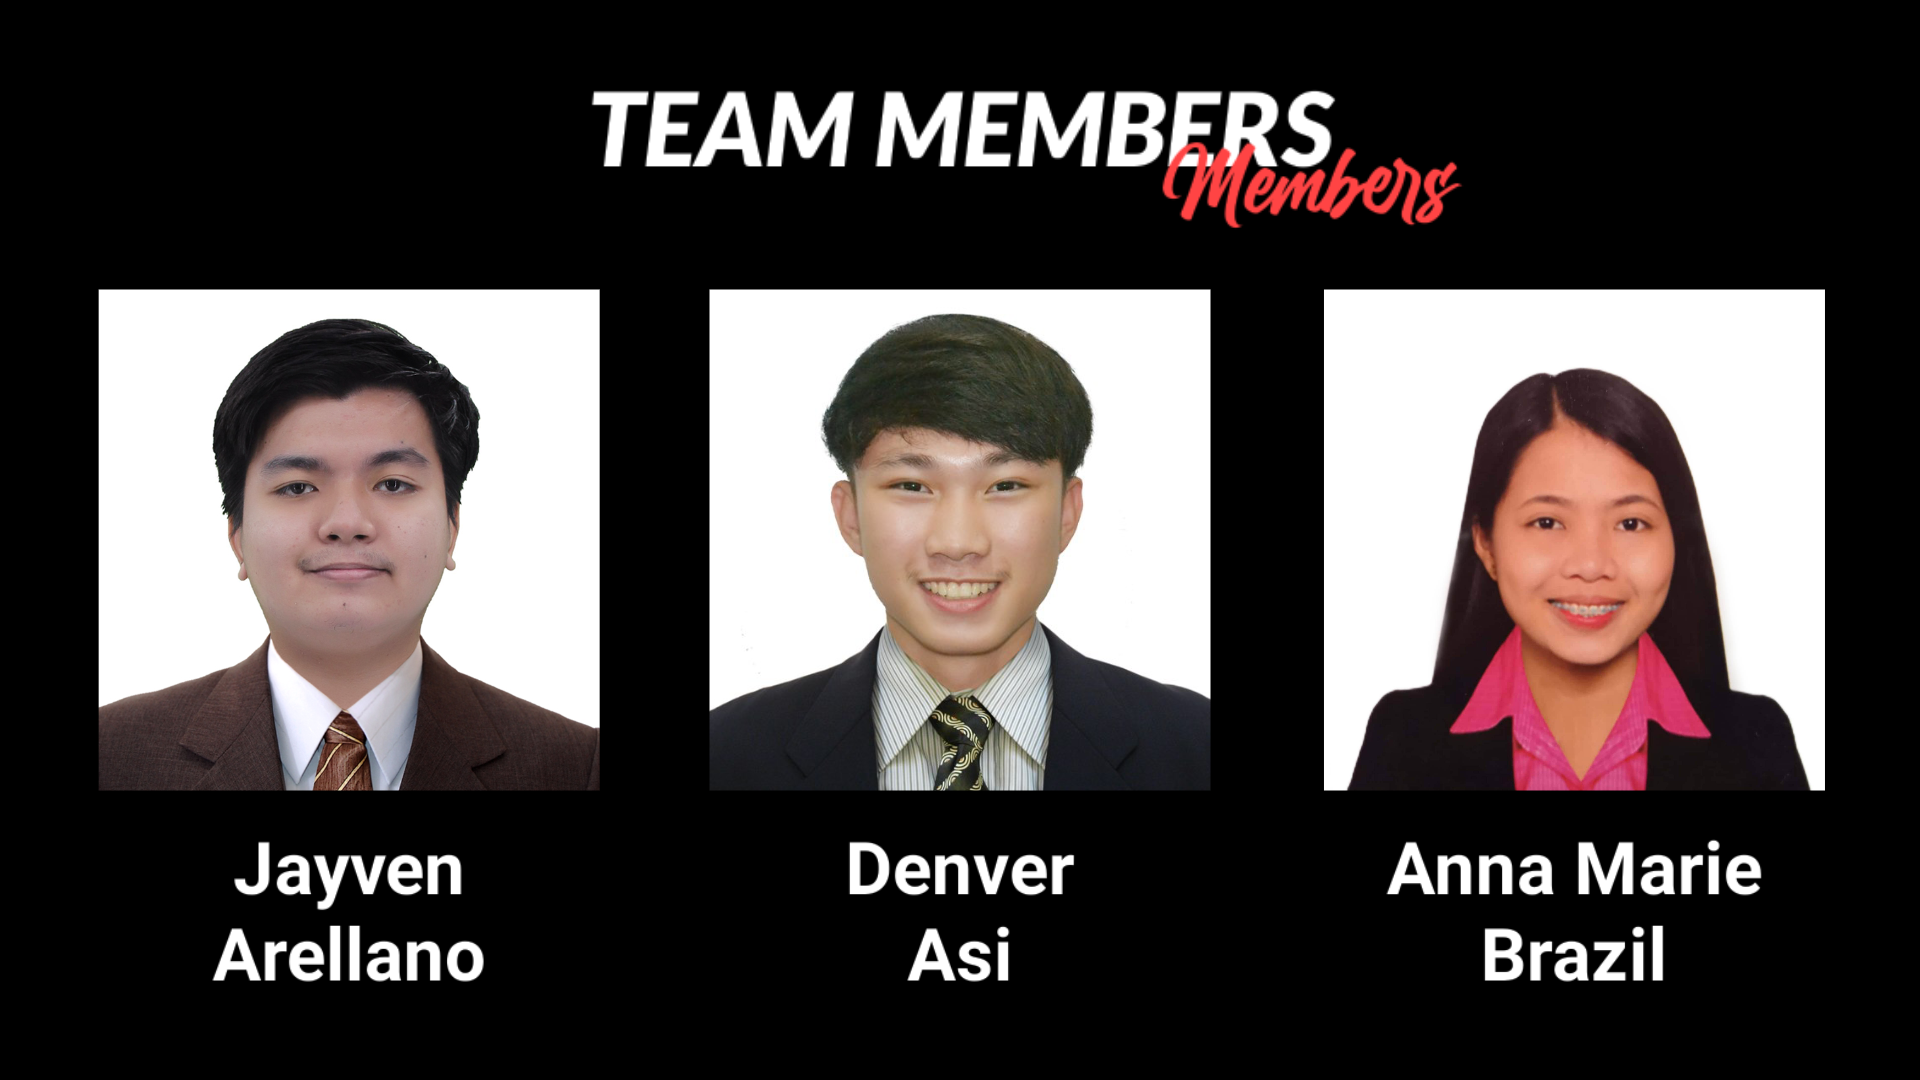 TEAM MEMBERS
Members
Jayven
Arellano
Denver
Asi
Anna Marie
Brazil